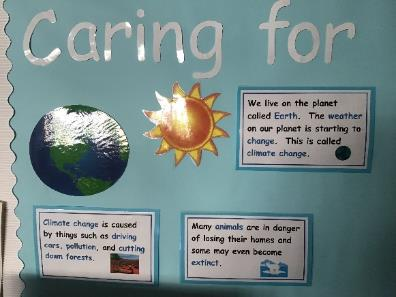 Caring for
We live on the planet
called Earth. The weather
on our planet is starting to
change. This is called
climate change.
Climate change is caused
by things such as driving
cars, pollution, and cutting
down forests.
Many animals are in danger
of losing their homes and
some may even become
extinct.